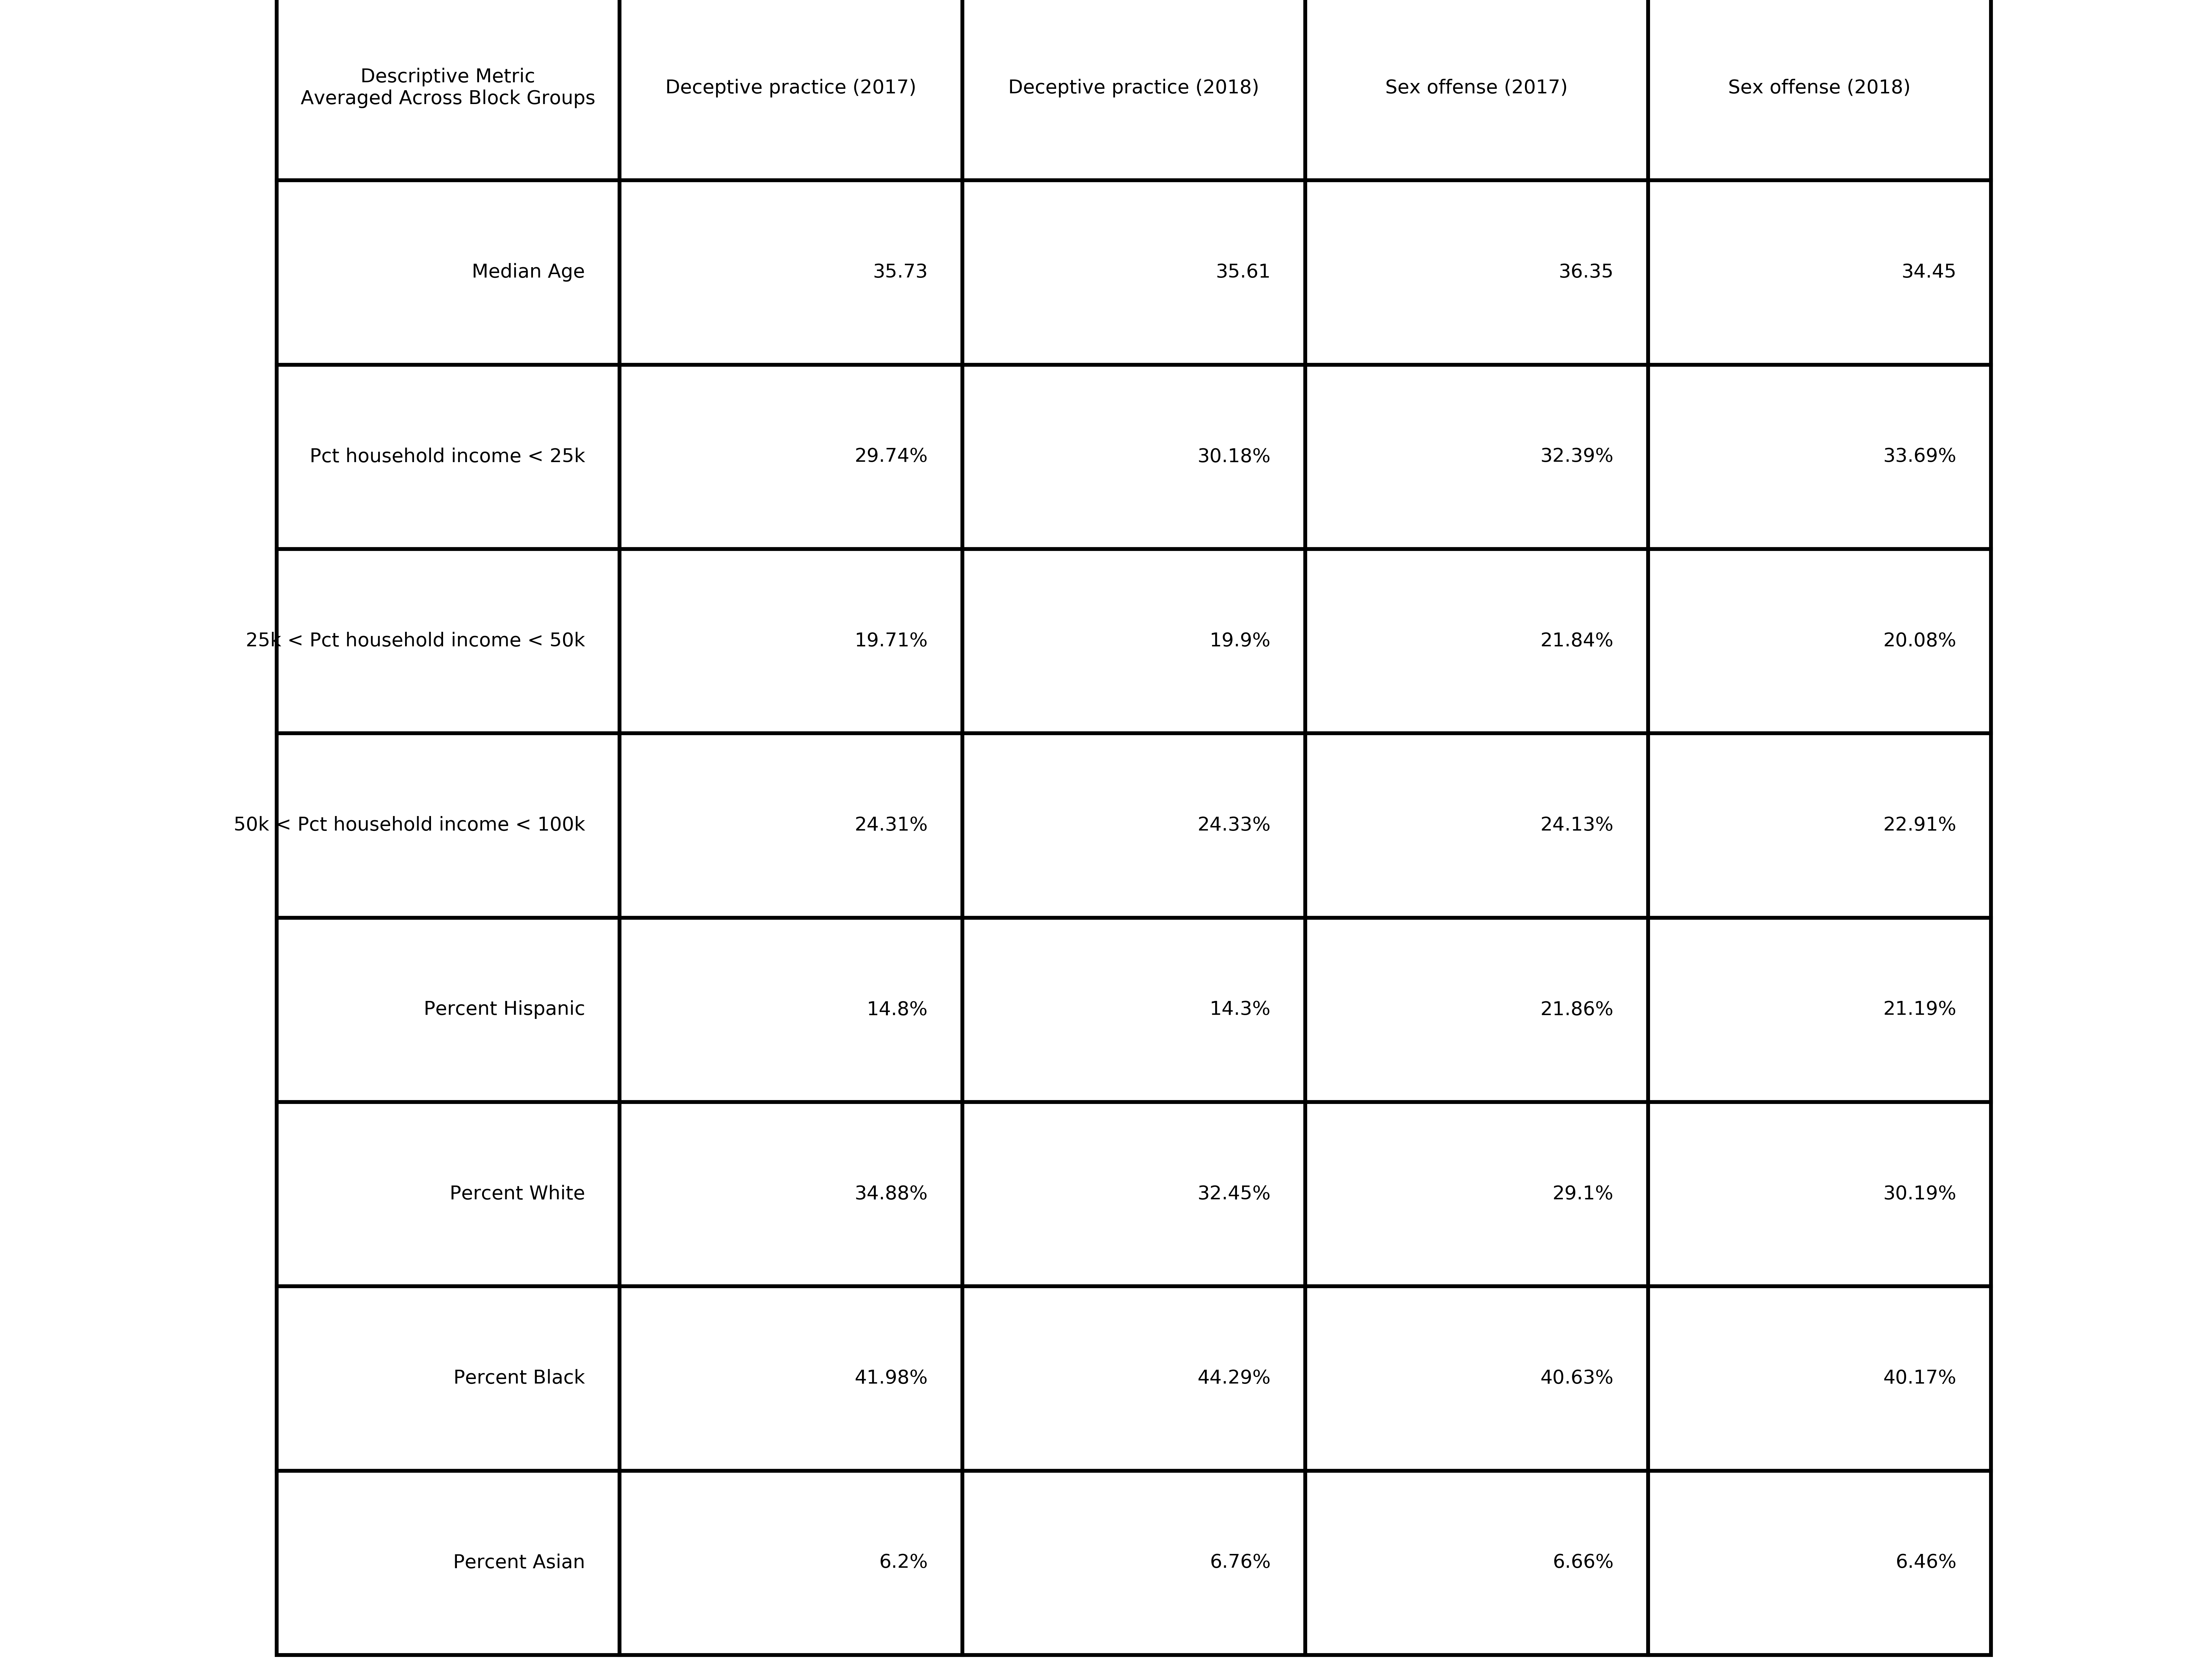 Descriptive Metric
Averaged Across Block Groups
Deceptive practice (2017)
Deceptive practice (2018)
Sex offense (2017)
Sex offense (2018)
Median Age
35.73
35.61
36.35
34.45
Pct household income < 25k
29.74%
30.18%
32.39%
33.69%
25k < Pct household income < 50k
19.71%
19.9%
21.84%
20.08%
50k < Pct household income < 100k
24.31%
24.33%
24.13%
22.91%
Percent Hispanic
14.8%
14.3%
21.86%
21.19%
Percent White
34.88%
32.45%
29.1%
30.19%
Percent Black
41.98%
44.29%
40.63%
40.17%
Percent Asian
6.2%
6.76%
6.66%
6.46%